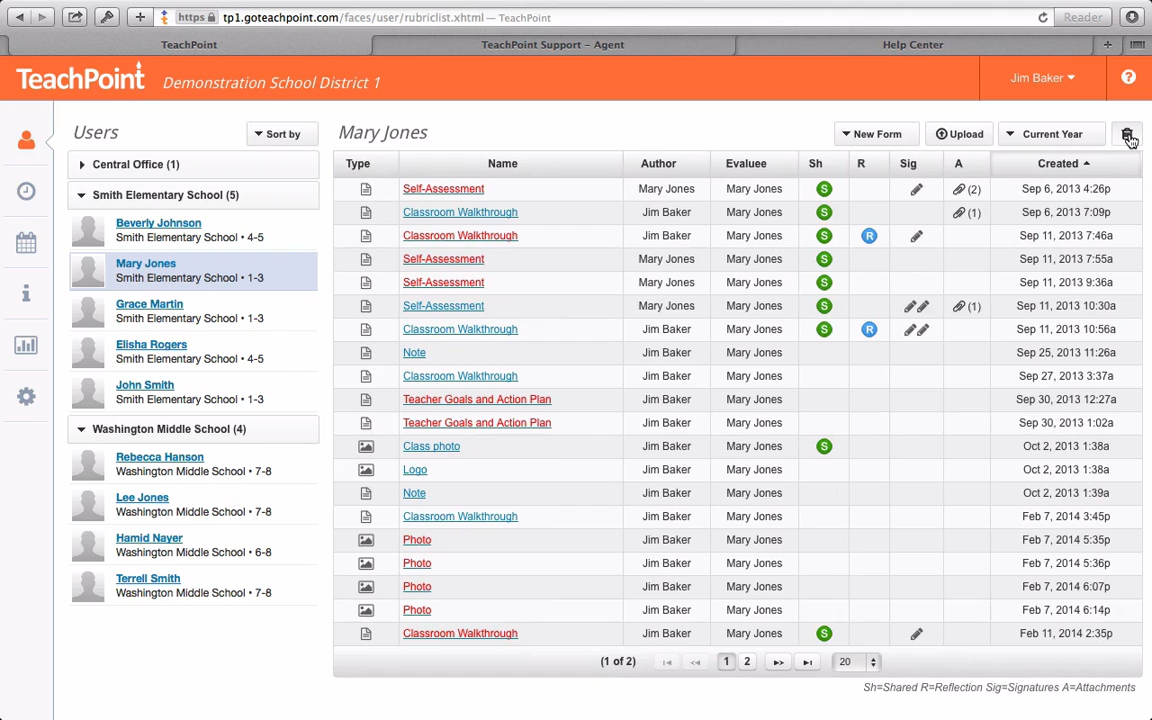 https tp1.goteachpoint.com/faces/user/rubriclist.xhtml — TeachPoint Reader
TeachPoint TeachPoint Support – Agent Help Center
TeachPoint Demonstration School District 1 Jim Baker ?
Users Sort by
Central Office (1)
Smith Elementary School (5)
Beverly Johnson
Smith Elementary School • 4-5
Mary Jones
Smith Elementary School • 1-3
Grace Martin
Smith Elementary School • 1-3
Elisha Rogers
Smith Elementary School • 4-5
John Smith
Smith Elementary School • 1-3
Washington Middle School (4)
Rebecca Hanson
Washington Middle School • 7-8
Lee Jones
Washington Middle School • 7-8
Hamid Nayer
Washington Middle School • 6-8
Terrell Smith
Washington Middle School • 7-8
Mary Jones New Form Upload Current Year
Type Name Author Evaluee Sh R Sig A Created
Self-Assessment Mary Jones Mary Jones S (2) Sep 6, 2013 4:26p
Classroom Walkthrough Jim Baker Mary Jones S (1) Sep 6, 2013 7:09p
Classroom Walkthrough Jim Baker Mary Jones S R Sep 11, 2013 7:46a
Self-Assessment Mary Jones Mary Jones S Sep 11, 2013 7:55a
Self-Assessment Mary Jones Mary Jones S Sep 11, 2013 9:36a
Self-Assessment Mary Jones Mary Jones S (1) Sep 11, 2013 10:30a
Classroom Walkthrough Jim Baker Mary Jones S R Sep 11, 2013 10:56a
Note Jim Baker Mary Jones Sep 25, 2013 11:26a
Classroom Walkthrough Jim Baker Mary Jones Sep 27, 2013 3:37a
Teacher Goals and Action Plan Jim Baker Mary Jones Sep 30, 2013 12:27a
Teacher Goals and Action Plan Jim Baker Mary Jones Sep 30, 2013 1:02a
Class photo Jim Baker Mary Jones S Oct 2, 2013 1:38a
Logo Jim Baker Mary Jones Oct 2, 2013 1:38a
Note Jim Baker Mary Jones Oct 2, 2013 1:39a
Classroom Walkthrough Jim Baker Mary Jones Feb 7, 2014 3:45p
Photo Jim Baker Mary Jones Feb 7, 2014 5:35p
Photo Jim Baker Mary Jones Feb 7, 2014 5:36p
Photo Jim Baker Mary Jones Feb 7, 2014 6:07p
Photo Jim Baker Mary Jones Feb 7, 2014 6:14p
Classroom Walkthrough Jim Baker Mary Jones S Feb 11, 2014 2:35p
(1 of 2) 1 2 20
Sh=Shared R=Reflection Sig=Signatures A=Attachments